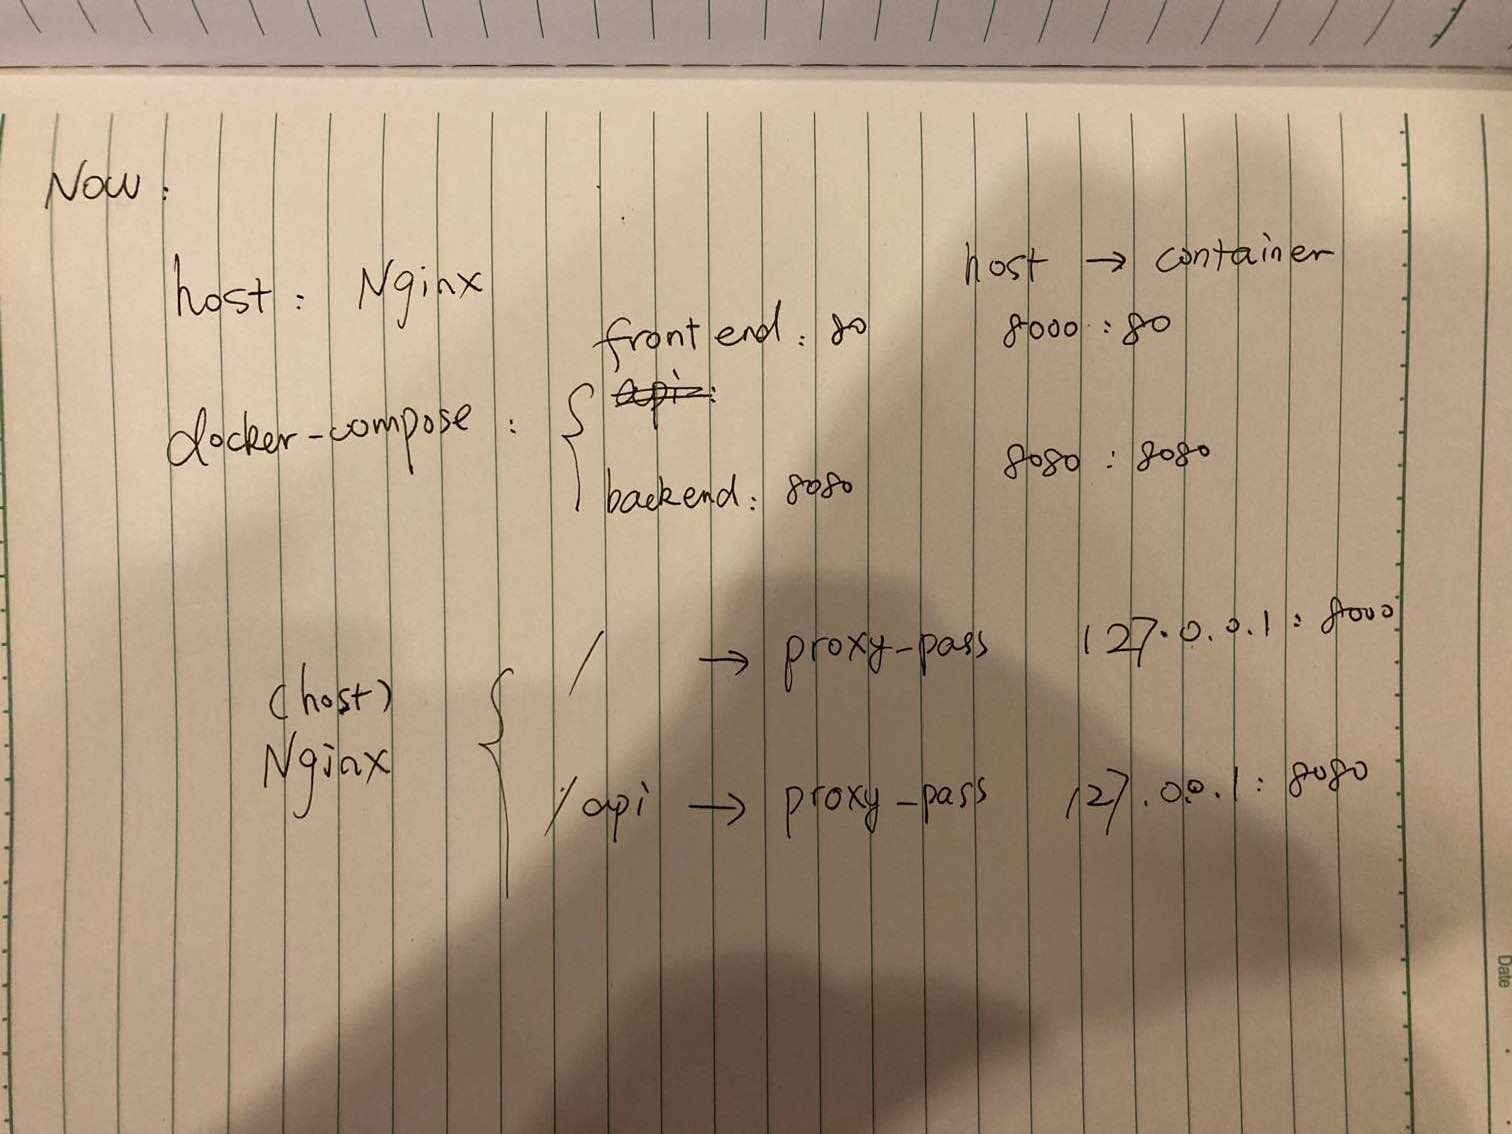 Now:
host: Nginx
host → container
frontend: 80
8000:80
api:
docker-compose:
backend: 8080
8080:8080
/ → proxy-pass 127.0.0.1:8000
(host)
Nginx
/api → proxy-pass 127.0.0.1:8080
Date